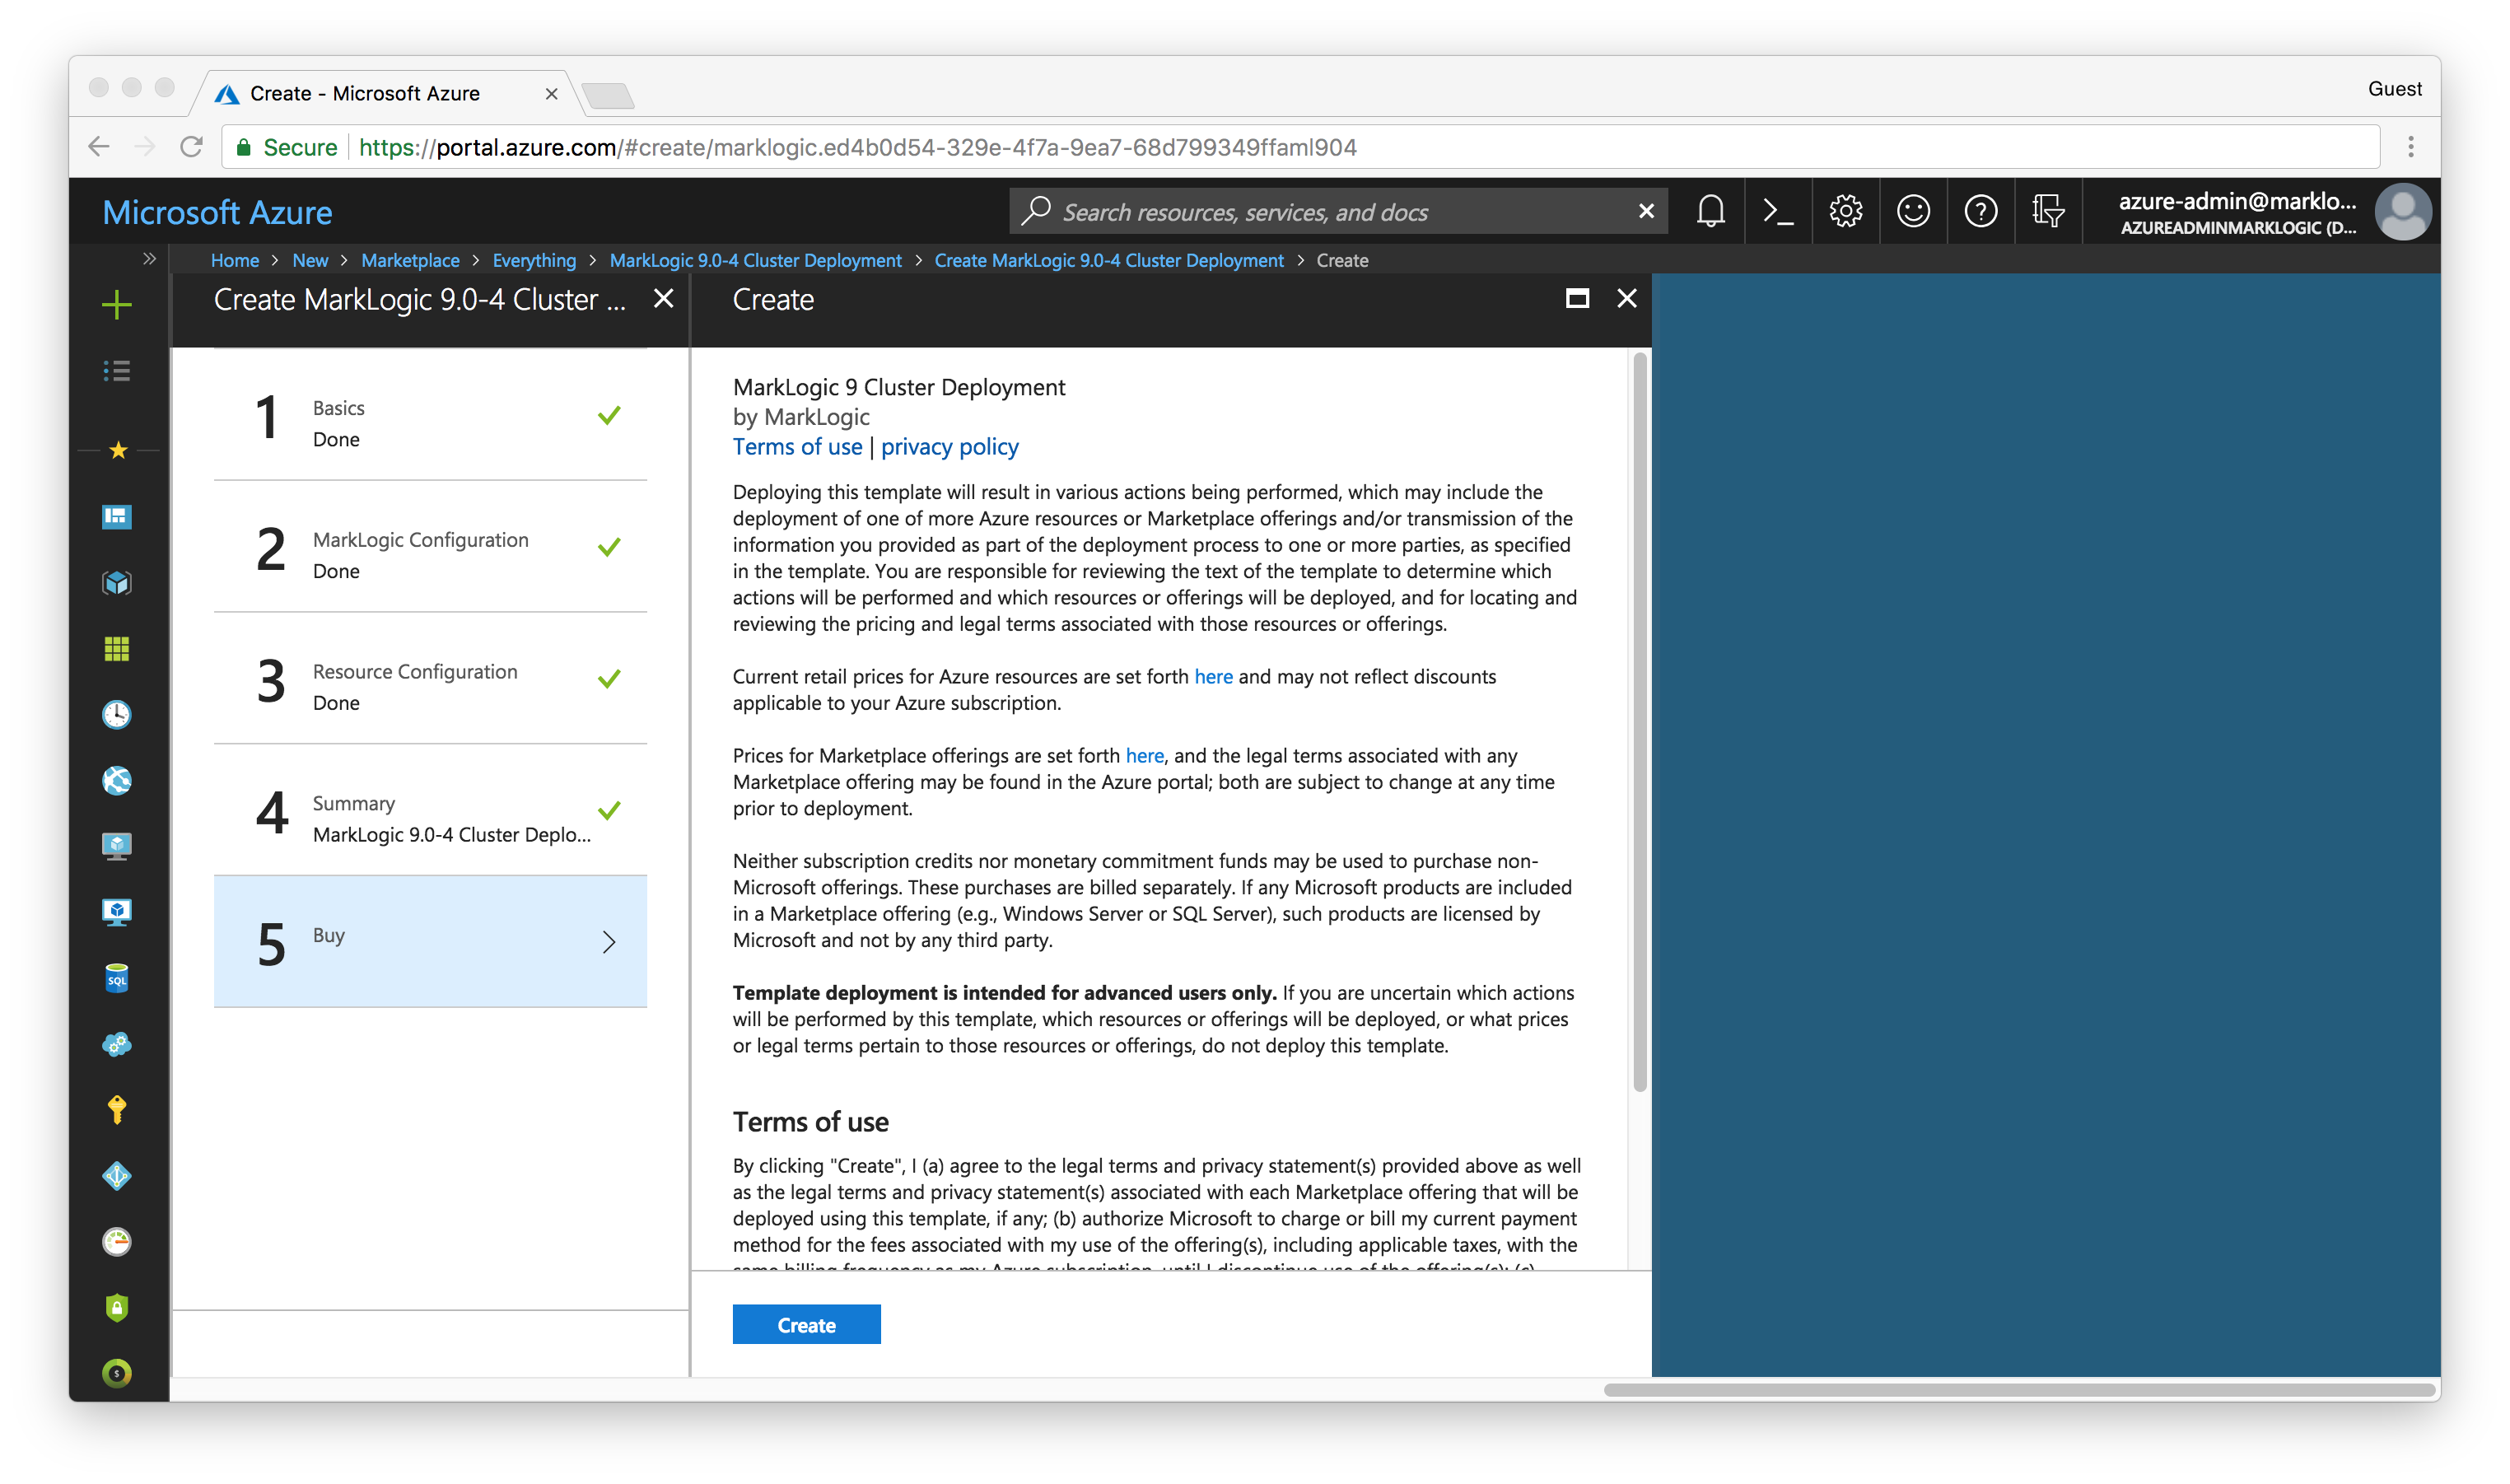 Create - Microsoft Azure
Guest
Secure
https://portal.azure.com/#create/marklogic.ed4b0d54-329e-4f7a-9ea7-68d799349ffaml904
Microsoft Azure
Search resources, services, and docs
azure-admin@marklo...
AZUREADMINMARKLOGIC (D...
Home > New > Marketplace > Everything > MarkLogic 9.0-4 Cluster Deployment > Create MarkLogic 9.0-4 Cluster Deployment > Create
Create MarkLogic 9.0-4 Cluster ...
1
Basics
Done
2
MarkLogic Configuration
Done
3
Resource Configuration
Done
4
Summary
MarkLogic 9.0-4 Cluster Deplo...
5
Buy
Create
MarkLogic 9 Cluster Deployment
by MarkLogic
Terms of use | privacy policy
Deploying this template will result in various actions being performed, which may include the
deployment of one of more Azure resources or Marketplace offerings and/or transmission of the
information you provided as part of the deployment process to one or more parties, as specified
in the template. You are responsible for reviewing the text of the template to determine which
actions will be performed and which resources or offerings will be deployed, and for locating and
reviewing the pricing and legal terms associated with those resources or offerings.
Current retail prices for Azure resources are set forth here and may not reflect discounts
applicable to your Azure subscription.
Prices for Marketplace offerings are set forth here, and the legal terms associated with any
Marketplace offering may be found in the Azure portal; both are subject to change at any time
prior to deployment.
Neither subscription credits nor monetary commitment funds may be used to purchase non-
Microsoft offerings. These purchases are billed separately. If any Microsoft products are included
in a Marketplace offering (e.g., Windows Server or SQL Server), such products are licensed by
Microsoft and not by any third party.
Template deployment is intended for advanced users only. If you are uncertain which actions
will be performed by this template, which resources or offerings will be deployed, or what prices
or legal terms pertain to those resources or offerings, do not deploy this template.
Terms of use
By clicking "Create", I (a) agree to the legal terms and privacy statement(s) provided above as well
as the legal terms and privacy statement(s) associated with each Marketplace offering that will be
deployed using this template, if any; (b) authorize Microsoft to charge or bill my current payment
method for the fees associated with my use of the offering(s), including applicable taxes, with the
same billing frequency as my Azure subscription, until I discontinue use of the offering(s); (c)
Create
SQL